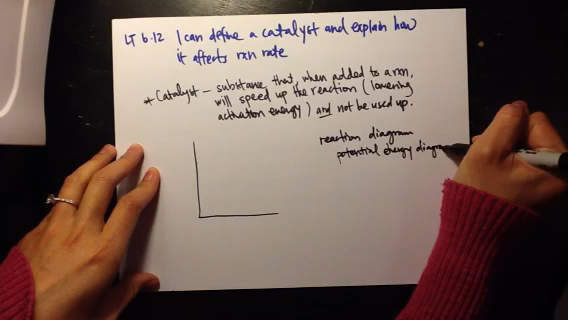 LT 6.12 I can define a catalyst and explain how
it affects rxn rate
* Catalyst – substance that, when added to a rxn,
will speed up the reaction (lowering
activation energy) and not be used up.
reaction diagram
potential energy diagram